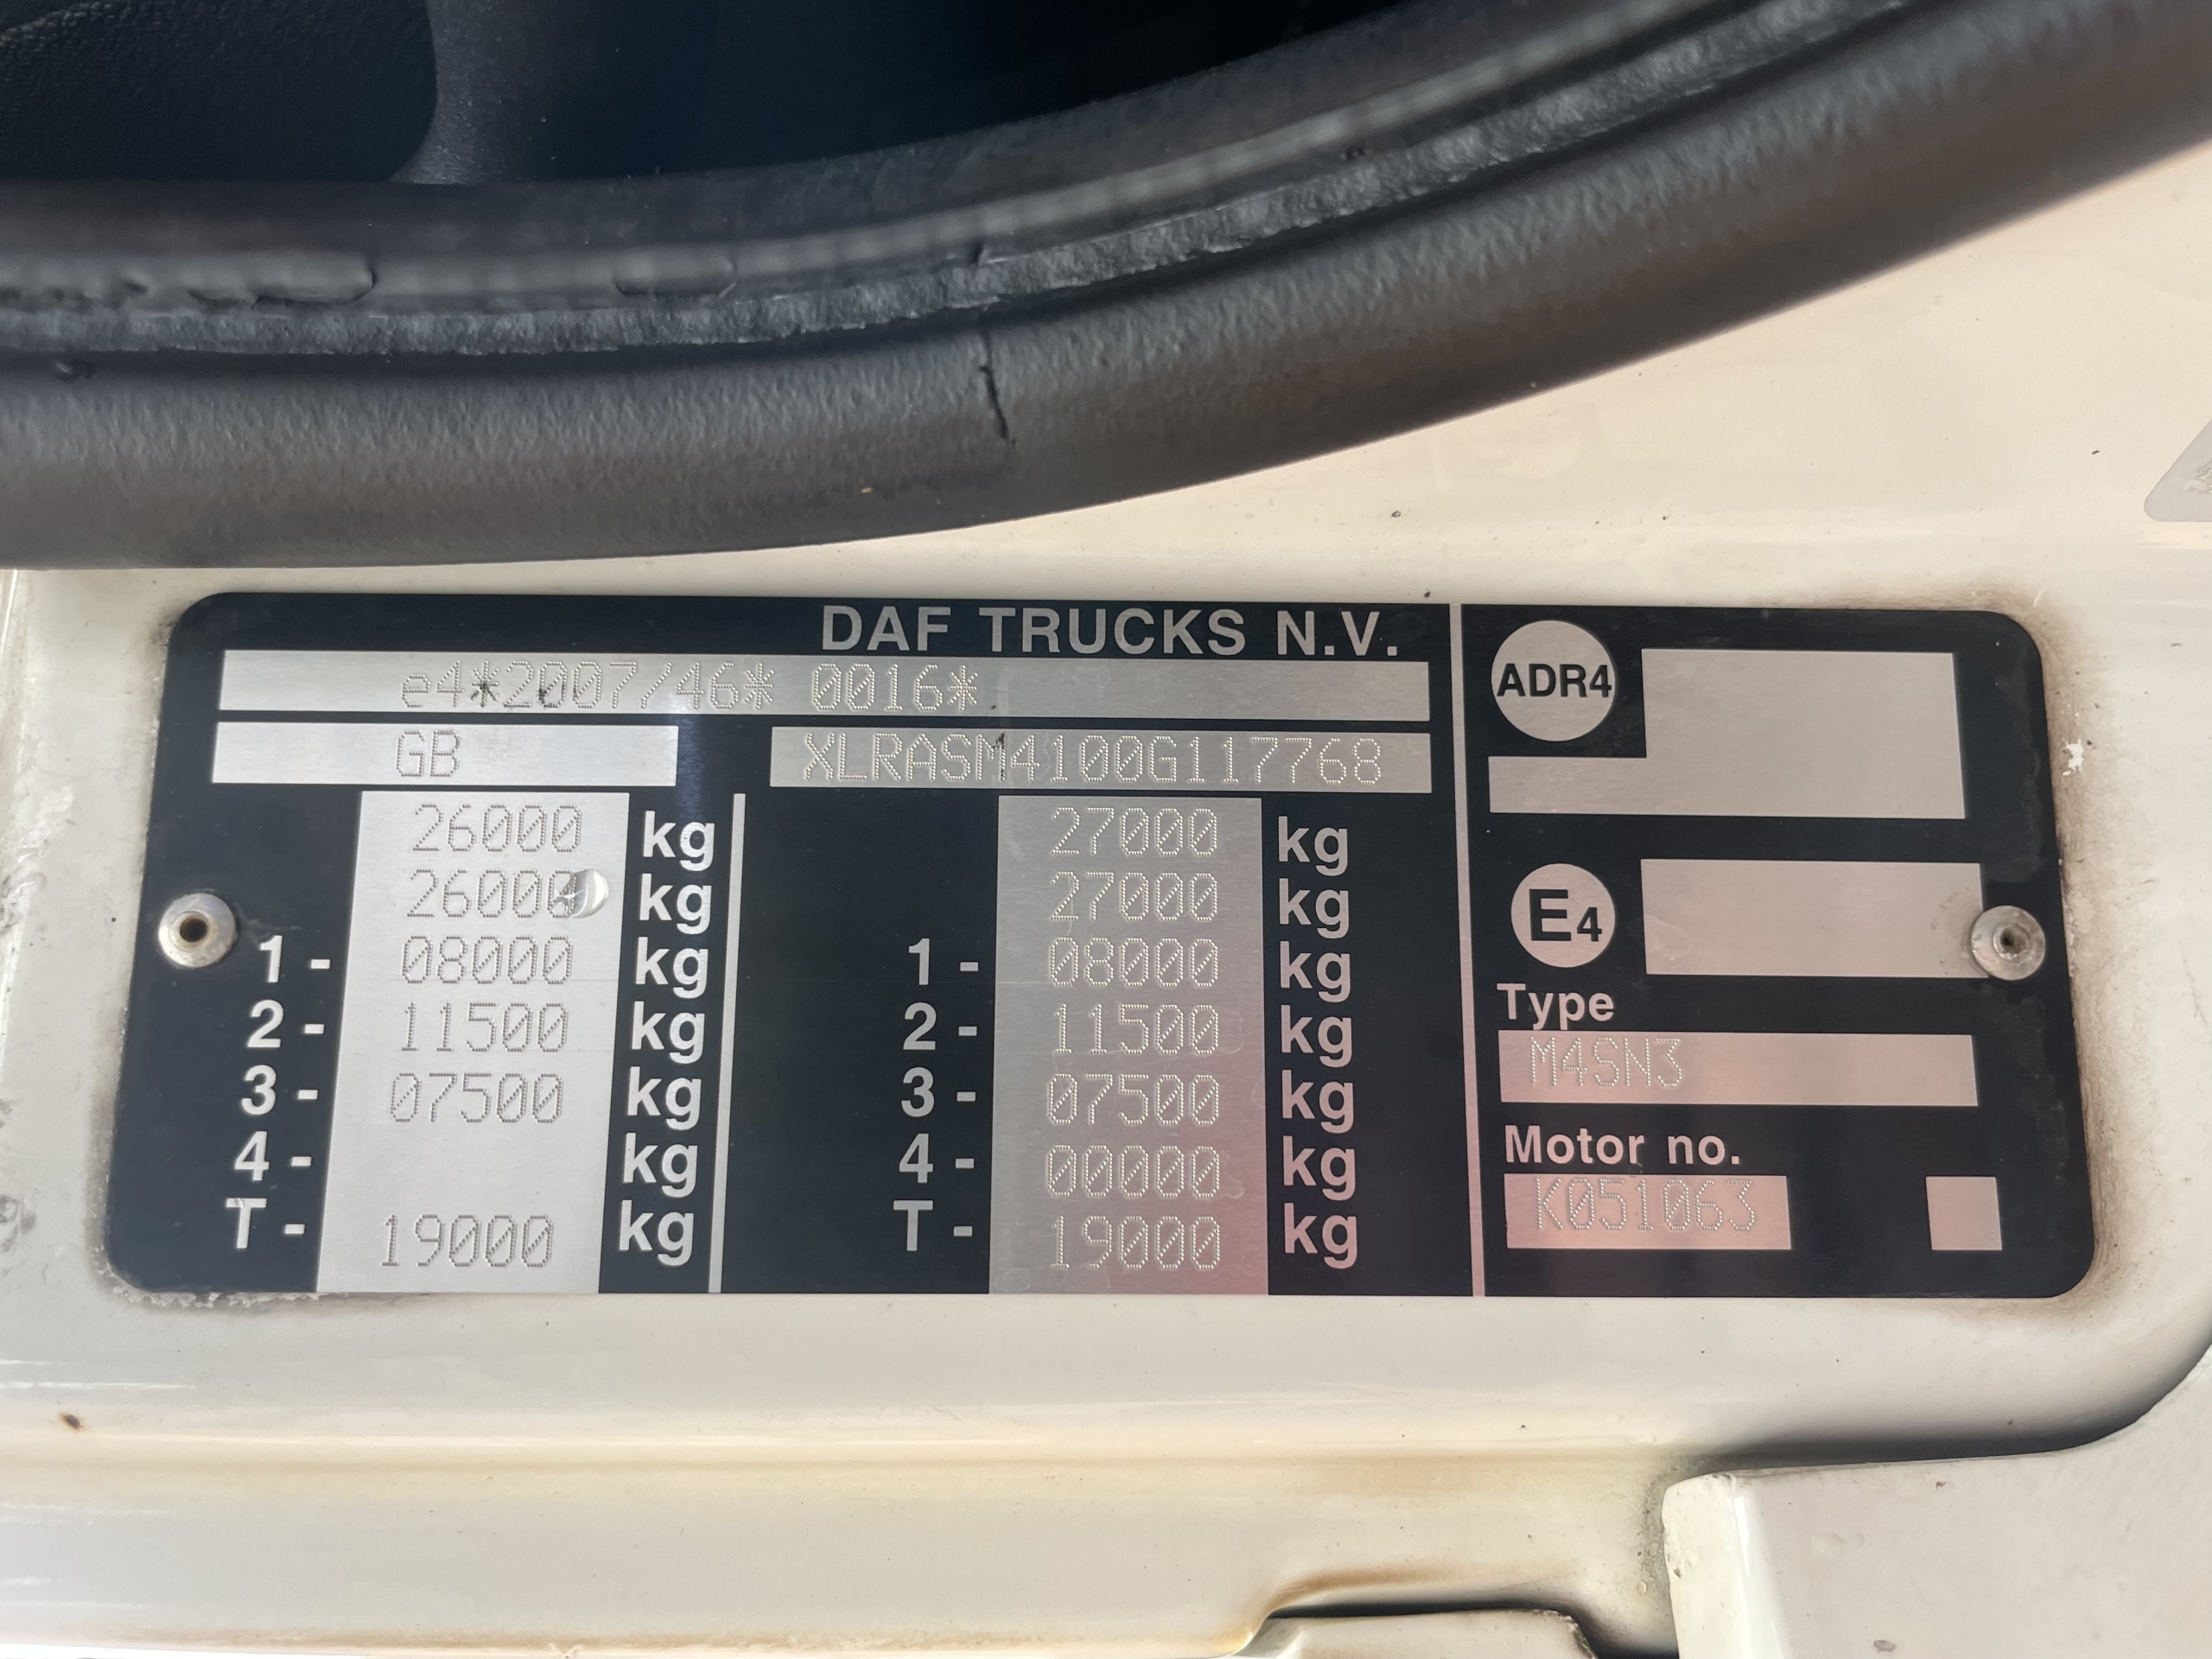 DAF TRUCKS N.V.
e4*2007/46* 0016*
GB XLRASM4100G117768
26000 kg 27000 kg
26000 kg 27000 kg
1 - 08000 kg 1 - 08000 kg
2 - 11500 kg 2 - 11500 kg
3 - 07500 kg 3 - 07500 kg
4 - kg 4 - 00000 kg
T - 19000 kg T - 19000 kg
ADR4
E4
Type
M4SN3
Motor no.
K051063